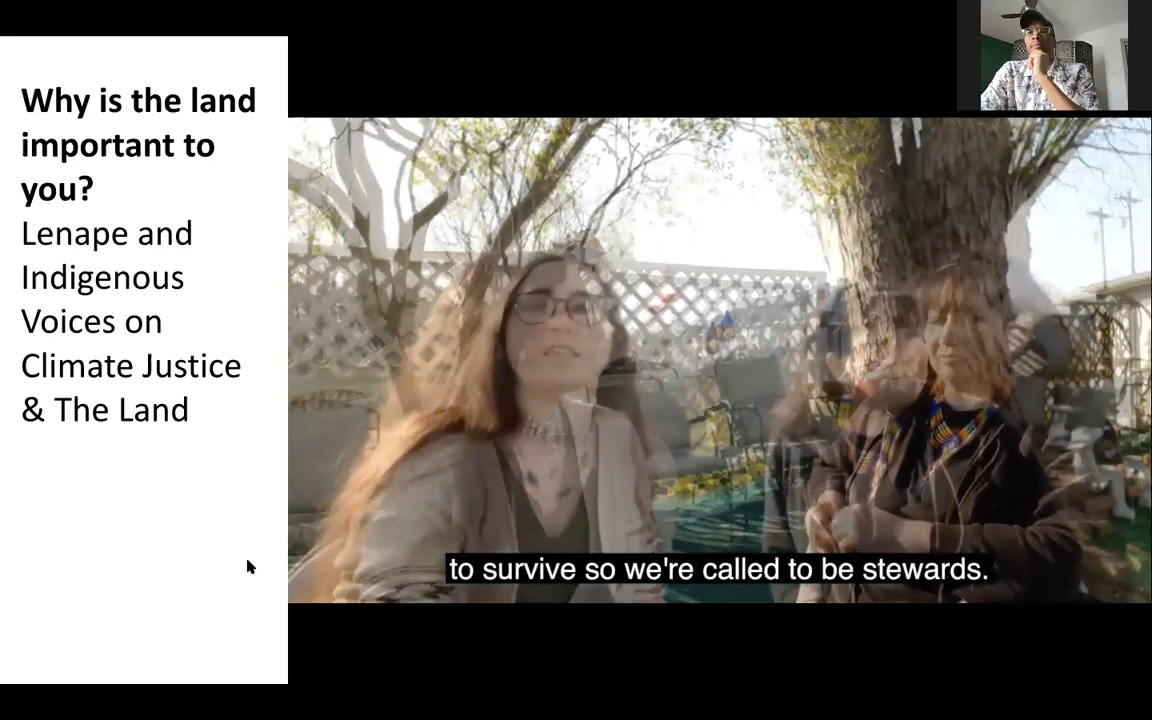 Why is the land
important to
you?
Lenape and
Indigenous
Voices on
Climate Justice
& The Land
to survive so we're called to be stewards.